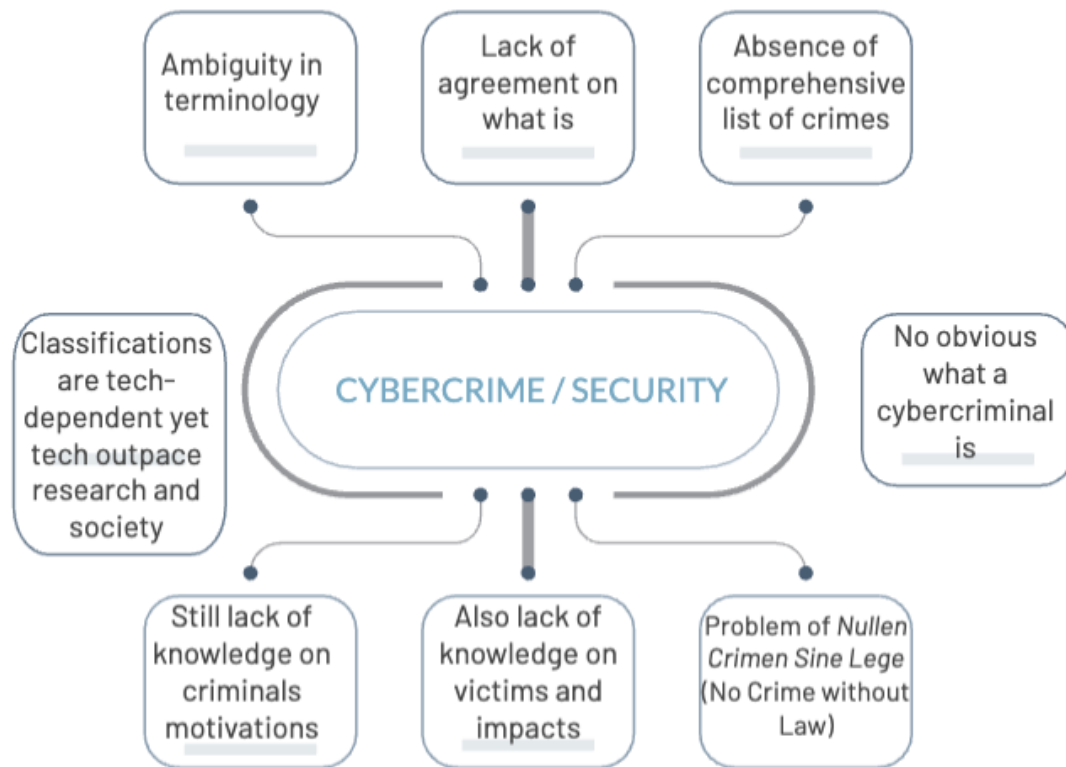 Ambiguity in
terminology
Lack of
agreement on
what is
Absence of
comprehensive
list of crimes
Classifications
are tech-
dependent yet
tech outpace
research and
society
CYBERCRIME / SECURITY
No obvious
what a
cybercriminal
is
Still lack of
knowledge on
criminals
motivations
Also lack of
knowledge on
victims and
impacts
Problem of Nullen
Crimen Sine Lege
(No Crime without
Law)